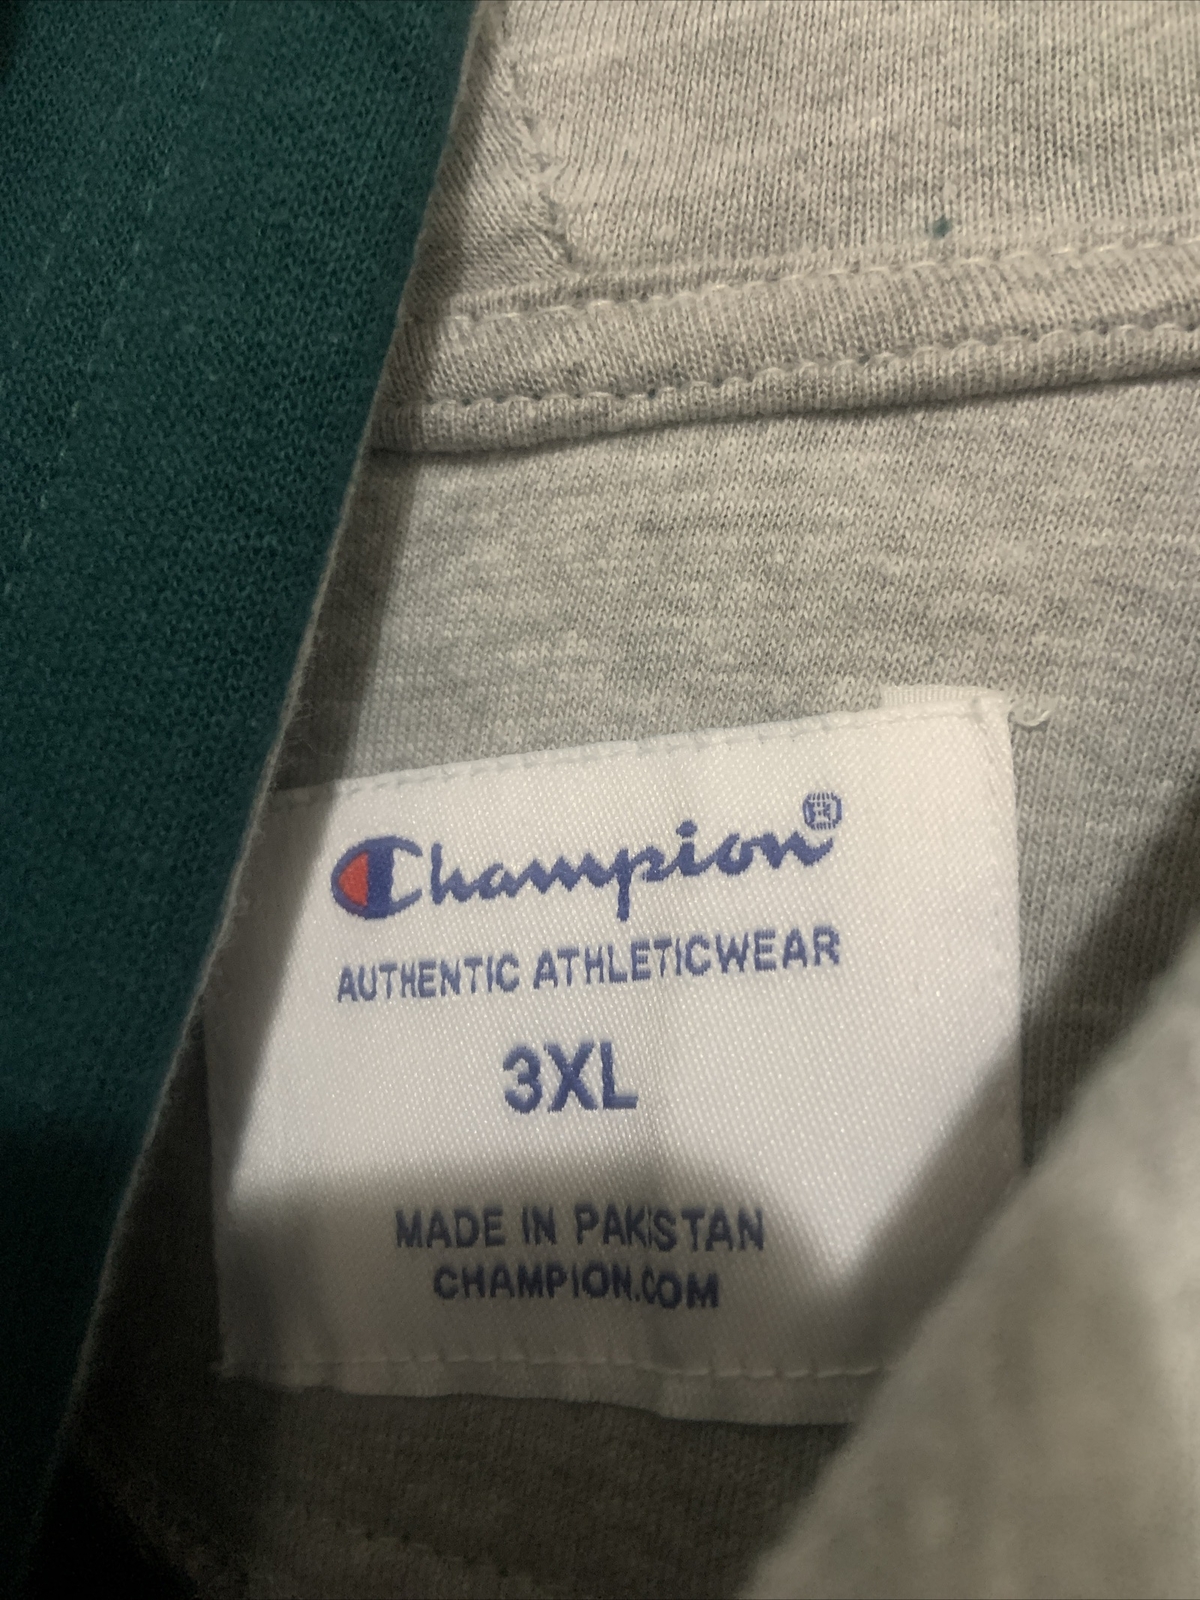 Champion®
AUTHENTIC ATHLETICWEAR
3XL
MADE IN PAKISTAN
CHAMPION.COM